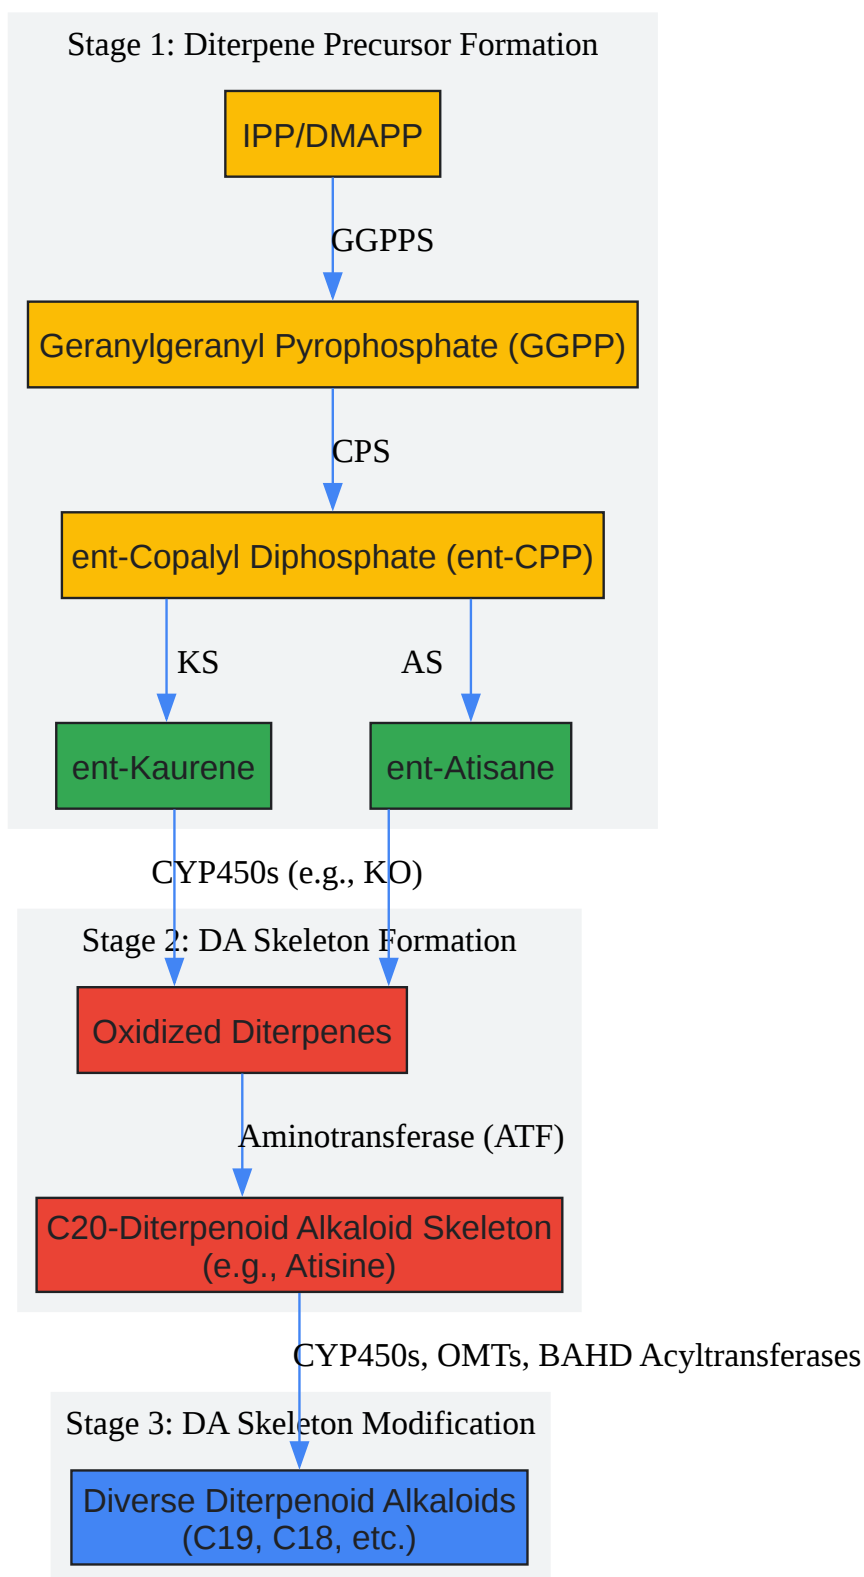 Stage 1: Diterpene Precursor Formation
IPP/DMAPP
GGPPS
Geranylgeranyl Pyrophosphate (GGPP)
CPS
ent-Copalyl Diphosphate (ent-CPP)
KS
AS
ent-Kaurene
ent-Atisane
CYP450s (e.g., KO)
Stage 2: DA Skeleton Formation
Oxidized Diterpenes
Aminotransferase (ATF)
C20-Diterpenoid Alkaloid Skeleton
(e.g., Atisine)
CYP450s, OMTs, BAHD Acyltransferases
Stage 3: DA Skeleton Modification
Diverse Diterpenoid Alkaloids
(C19, C18, etc.)